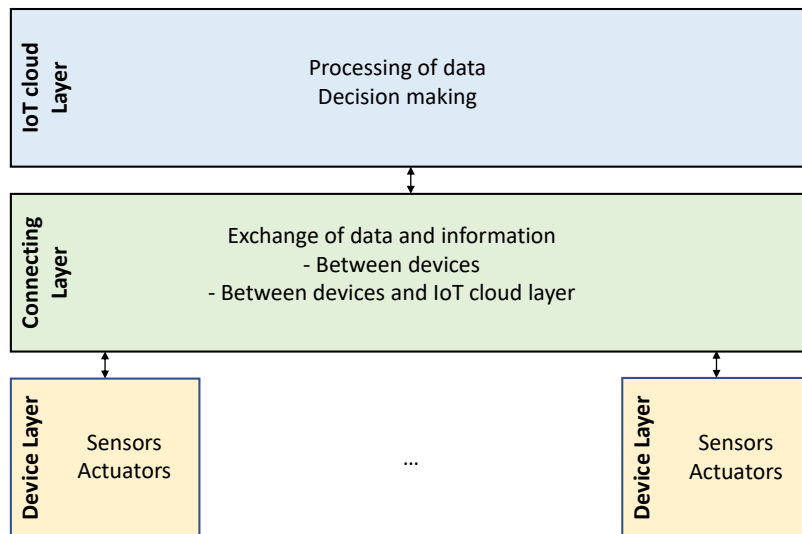 IoT cloud
Layer
Processing of data
Decision making
Connecting
Layer
Exchange of data and information
- Between devices
- Between devices and IoT cloud layer
Device Layer
Sensors
Actuators
...
Device Layer
Sensors
Actuators